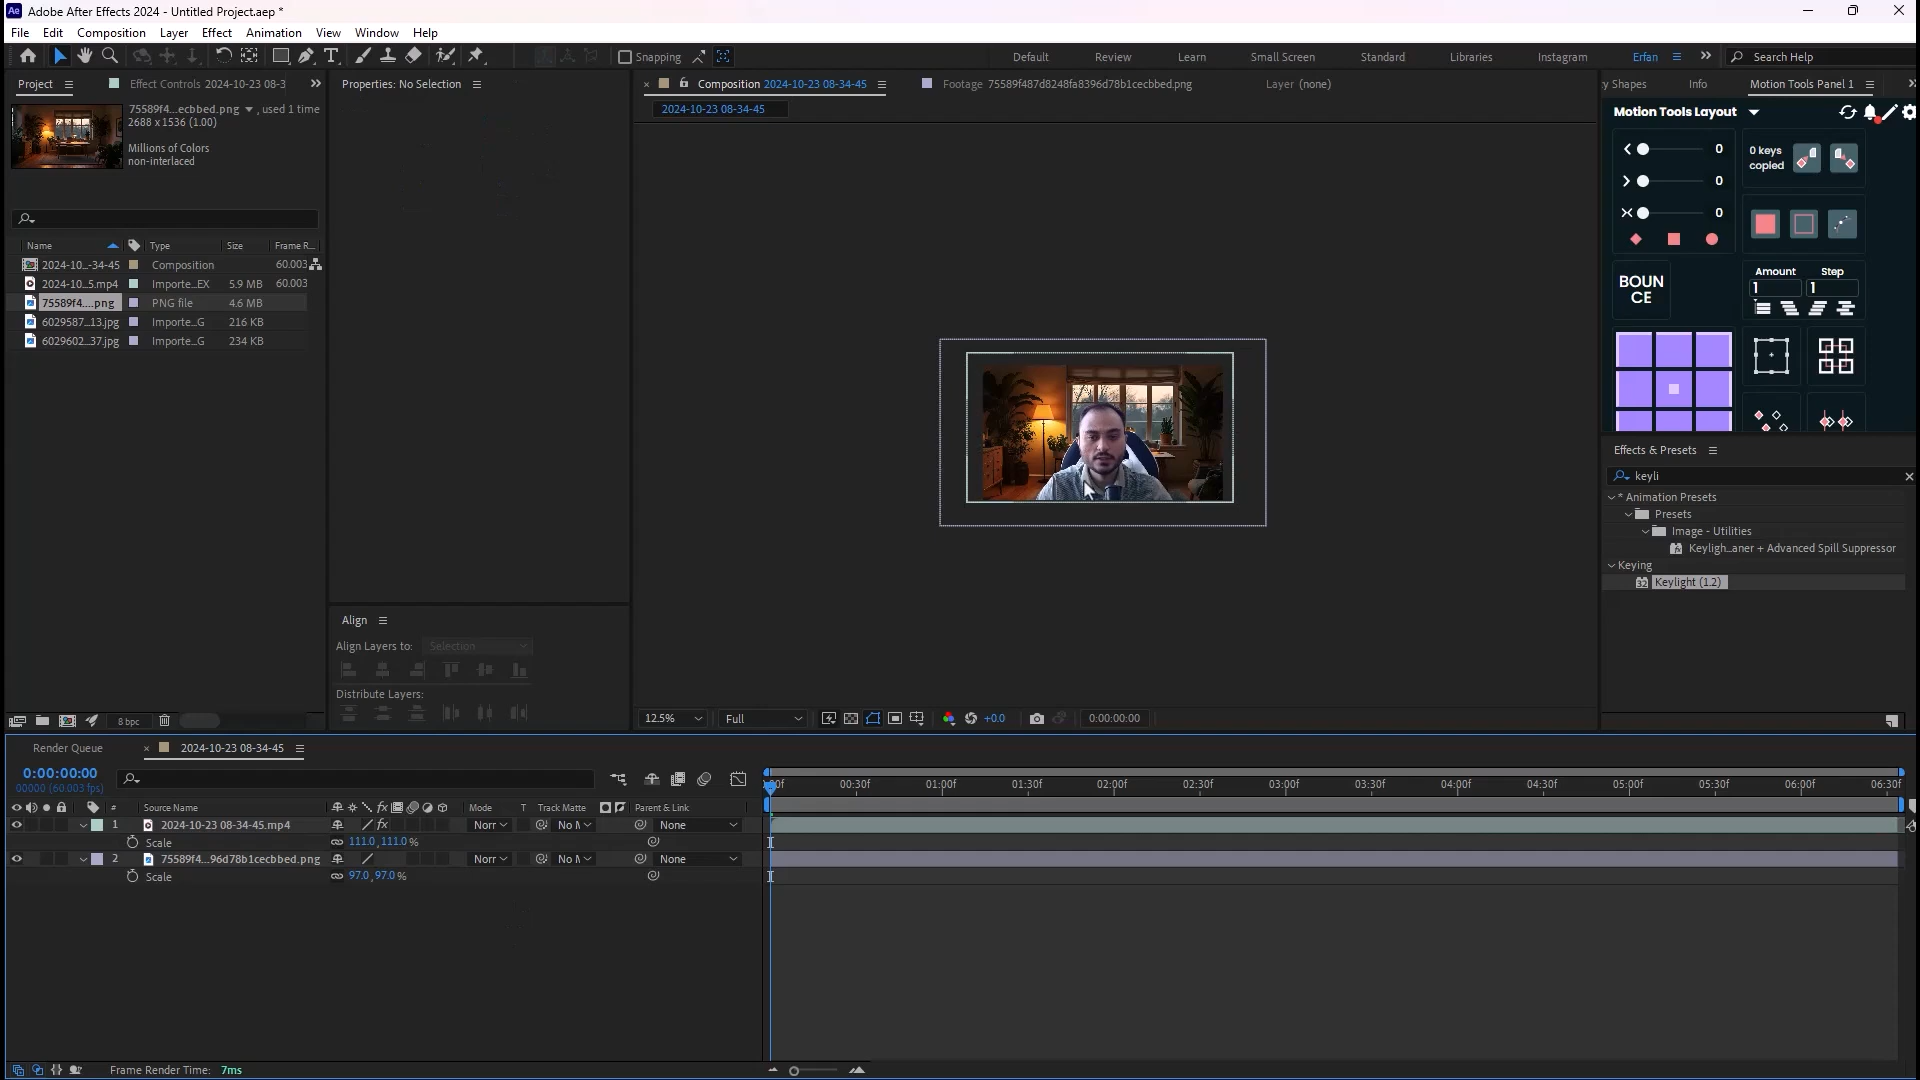 Ae Adobe After Effects 2024 - Untitled Project.aep *
File Edit Composition Layer Effect Animation View Window Help
Snapping
Default Review Learn Small Screen Standard Libraries Instagram Erfan Search Help
Project Effect Controls 2024-10-23 08-3
Properties: No Selection
Composition 2024-10-23 08-34-45
Footage 75589f487d8248fa8396d78b1cecbbed.png
Layer (none)
y Shapes Info Motion Tools Panel 1
75589f4...ecbbed.png , used 1 time
2688 x 1536 (1.00)
Millions of Colors
non-interlaced
2024-10-23 08-34-45
Motion Tools Layout
0
0
0
0 keys
copied
BOUN
CE
Amount Step
1 1
Name Type Size Frame R...
2024-10...-34-45 Composition 60.003
2024-10...5.mp4 Importe...EX 5.9 MB 60.003
75589f4....png PNG file 4.6 MB
6029587...13.jpg Importe...G 216 KB
6029602...37.jpg Importe...G 234 KB
Effects & Presets
keyli
* Animation Presets
Presets
Image - Utilities
Keyligh...aner + Advanced Spill Suppressor
Keying
Keylight (1.2)
Align
Align Layers to: Selection
Distribute Layers:
8 bpc
12.5% Full +0.0 0:00:00:00
Render Queue 2024-10-23 08-34-45
0:00:00:00
00000 (60.003 fps)
00f 00:30f 01:00f 01:30f 02:00f 02:30f 03:00f 03:30f 04:00f 04:30f 05:00f 05:30f 06:00f 06:30f
# Source Name fx Mode T Track Matte Parent & Link
1 2024-10-23 08-34-45.mp4 fx Norr No M None
Scale 111.0,111.0%
2 75589f4...96d78b1cecbbed.png Norr No M None
Scale 97.0,97.0%
Frame Render Time: 7ms